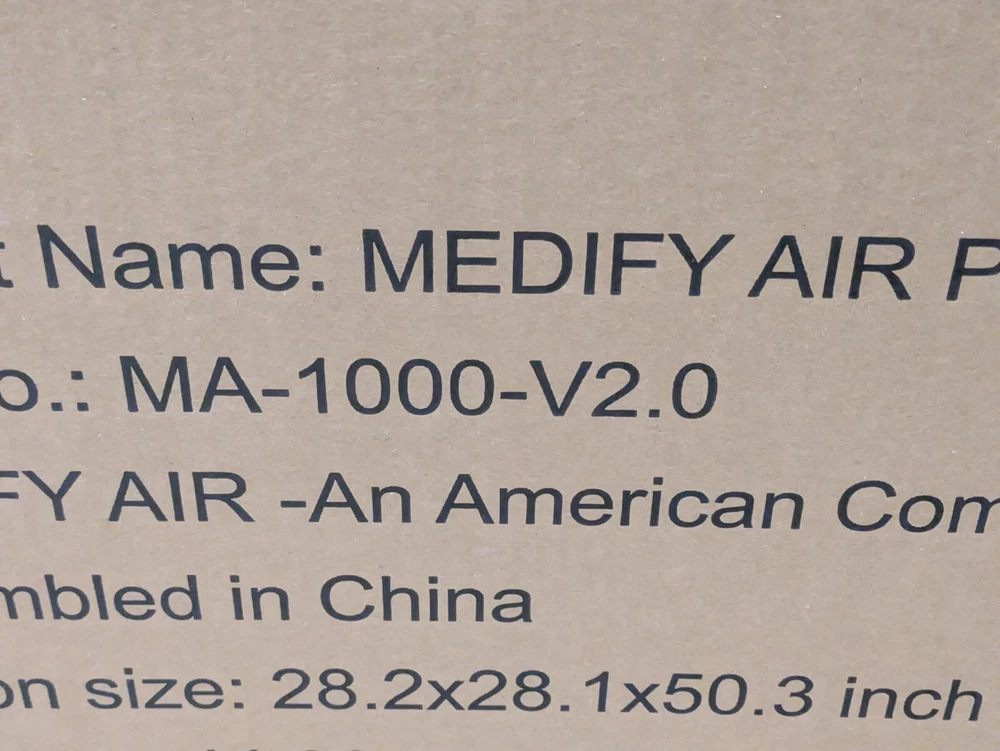 t Name: MEDIFY AIR P
o.: MA-1000-V2.0
FY AIR -An American Com
mbled in China
on size: 28.2x28.1x50.3 inch